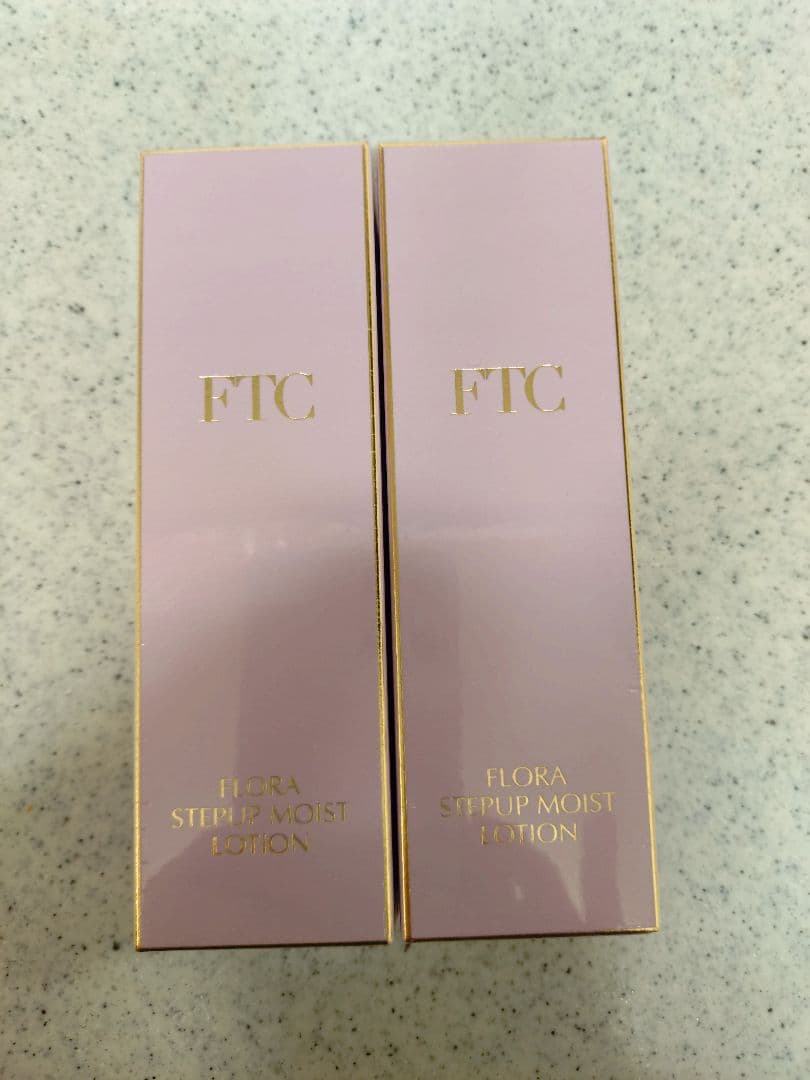 FTC
FLORA
STEPUP MOIST
LOTION
FTC
FLORA
STEPUP MOIST
LOTION